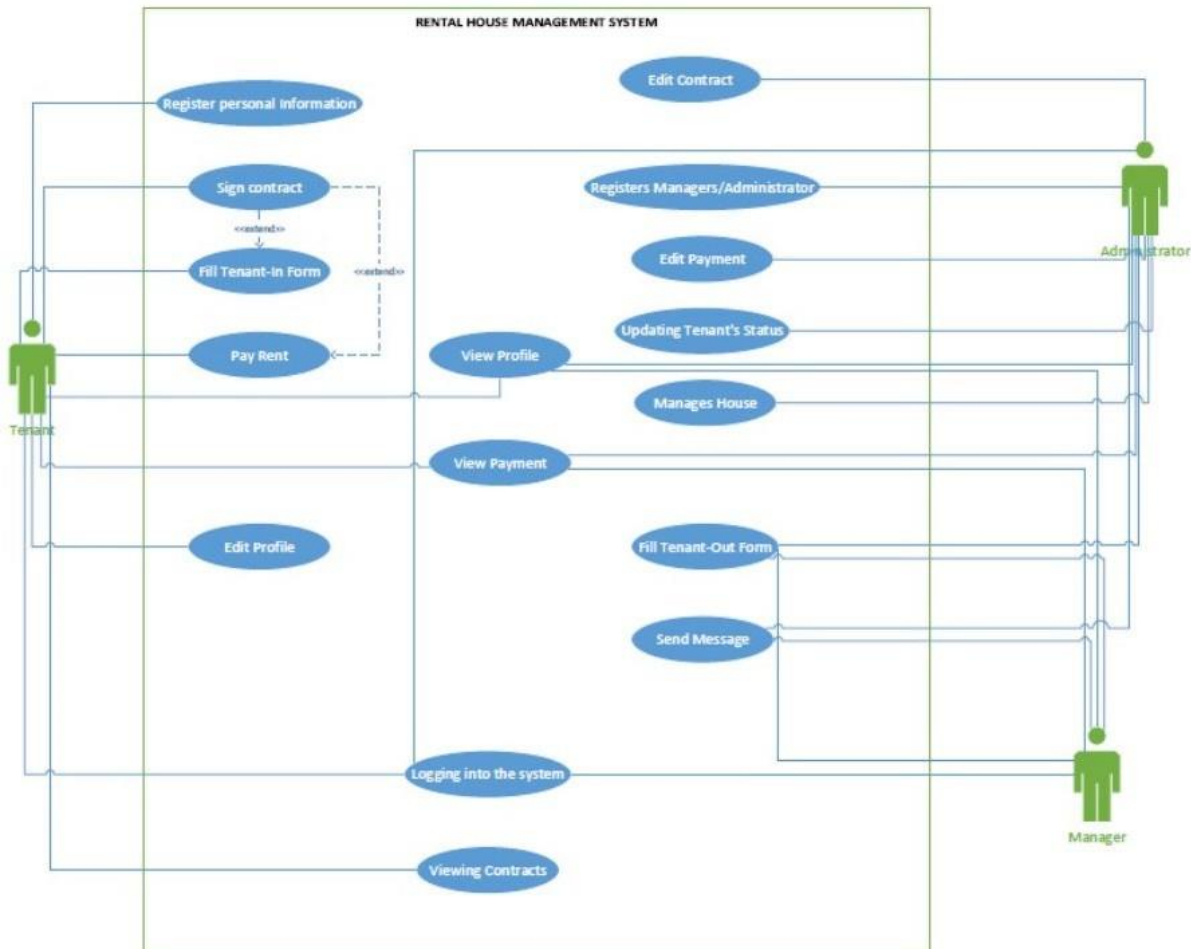 RENTAL HOUSE MANAGEMENT SYSTEM
Edit Contract
Register personal Information
Sign contract
Registers Managers/Administrator
<<extend>>
Administrator
Fill Tenant-In Form
<<extend>>
Edit Payment
Updating Tenant's Status
Pay Rent
View Profile
Manages House
Tenant
View Payment
Edit Profile
Fill Tenant-Out Form
Send Message
Logging into the system
Manager
Viewing Contracts